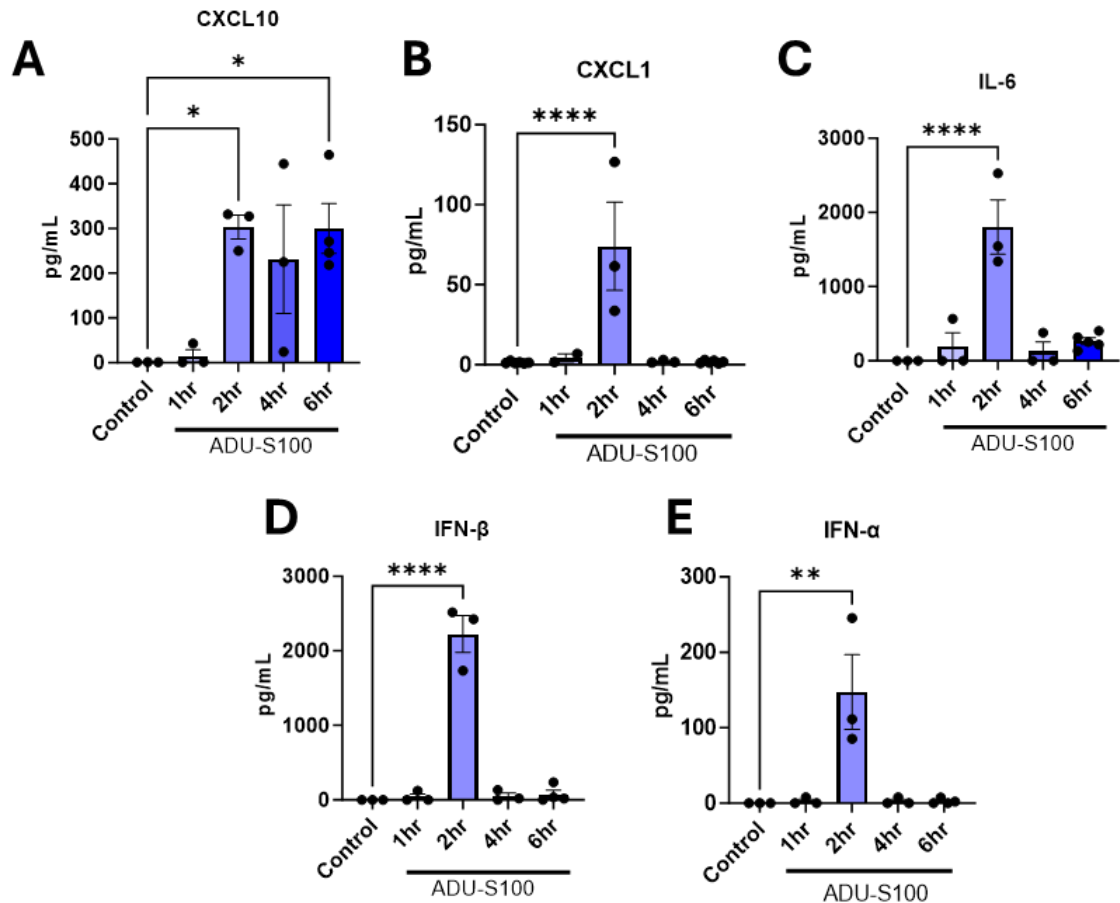 A
CXCL10
*
*
pg/mL
500
400
300
200
100
0
Control
1hr
2hr
4hr
6hr
ADU-S100
B
CXCL1
****
pg/mL
150
100
50
0
Control
1hr
2hr
4hr
6hr
ADU-S100
C
IL-6
****
pg/mL
3000
2000
1000
0
Control
1hr
2hr
4hr
6hr
ADU-S100
D
IFN-β
****
pg/mL
3000
2000
1000
0
Control
1hr
2hr
4hr
6hr
ADU-S100
E
IFN-α
**
pg/mL
300
200
100
0
Control
1hr
2hr
4hr
6hr
ADU-S100